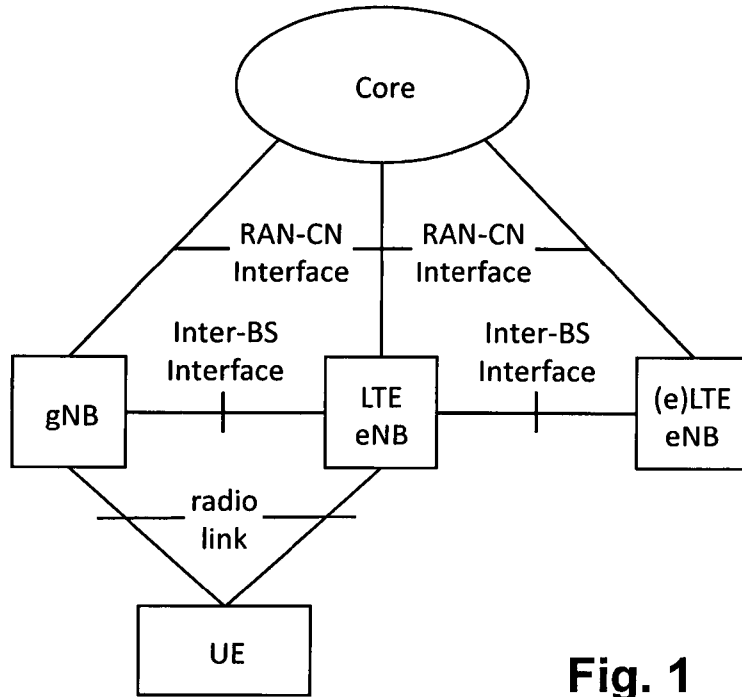 Core
RAN-CN
Interface
RAN-CN
Interface
Inter-BS
Interface
Inter-BS
Interface
gNB
LTE
eNB
(e)LTE
eNB
radio
link
UE
Fig. 1